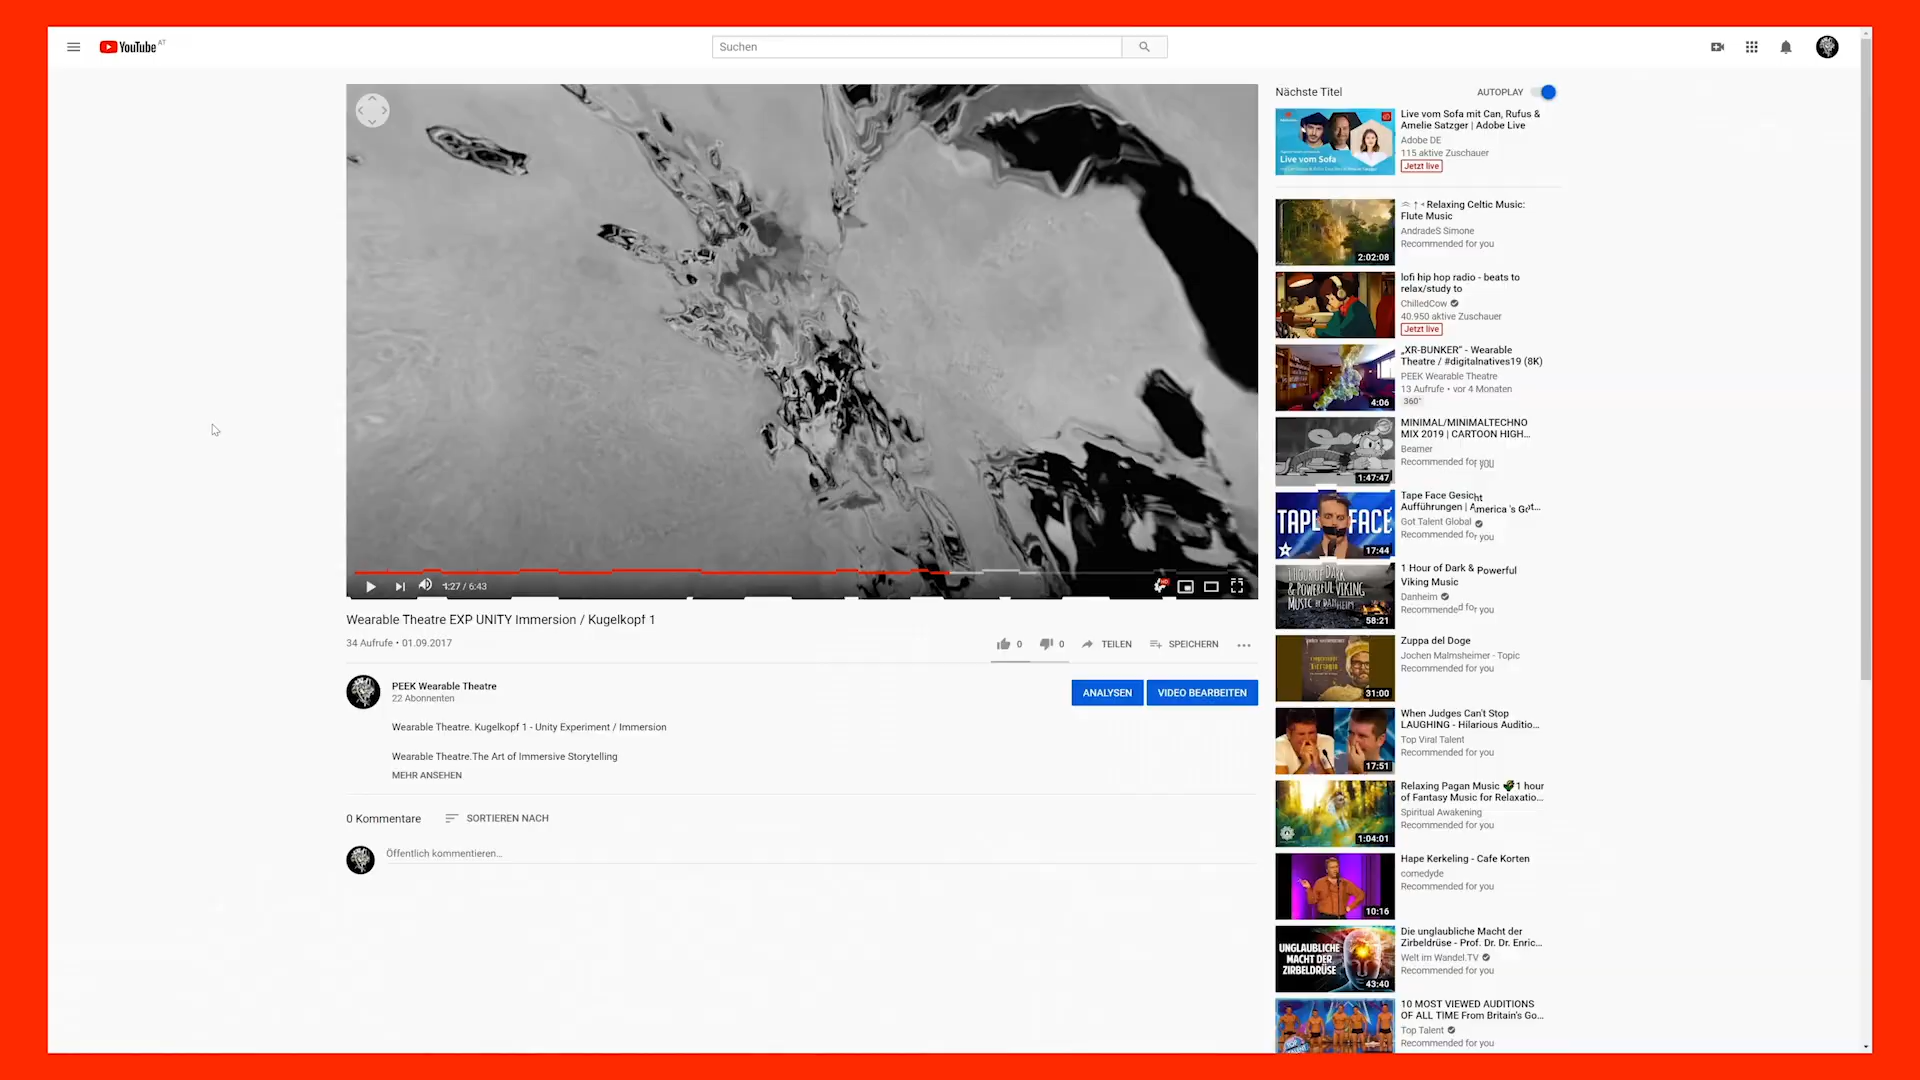 YouTube AT
Suchen
1:27 / 6:43
HD
Wearable Theatre EXP UNITY Immersion / Kugelkopf 1
34 Aufrufe • 01.09.2017
0
0
TEILEN
SPEICHERN
PEEK Wearable Theatre
22 Abonnenten
ANALYSEN
VIDEO BEARBEITEN
Wearable Theatre. Kugelkopf 1 - Unity Experiment / Immersion
Wearable Theatre.The Art of Immersive Storytelling
MEHR ANSEHEN
0 Kommentare
SORTIEREN NACH
Öffentlich kommentieren...
Nächste Titel
AUTOPLAY
Live vom Sofa
Live vom Sofa mit Can, Rufus &
Amelie Satzger | Adobe Live
Adobe DE
115 aktive Zuschauer
Jetzt live
2:02:08
Relaxing Celtic Music:
Flute Music
AndradeS Simone
Recommended for you
lofi hip hop radio - beats to
relax/study to
ChilledCow
40.950 aktive Zuschauer
Jetzt live
4:06
„XR-BUNKER“ - Wearable
Theatre / #digitalnatives19 (8K)
PEEK Wearable Theatre
13 Aufrufe • vor 4 Monaten
360°
1:47:47
MINIMAL/MINIMALTECHNO
MIX 2019 | CARTOON HIGH...
Beamer
Recommended for you
TAPE FACE
17:44
Tape Face Gesicht
Aufführungen | America 's Got...
Got Talent Global
Recommended for you
1 HOUR OF DARK
& POWERFUL VIKING
MUSIC BY DANHEIM
58:21
1 Hour of Dark & Powerful
Viking Music
Danheim
Recommended for you
31:00
Zuppa del Doge
Jochen Malmsheimer - Topic
Recommended for you
17:51
When Judges Can't Stop
LAUGHING - Hilarious Auditio...
Top Viral Talent
Recommended for you
1:04:01
Relaxing Pagan Music 🌿1 hour
of Fantasy Music for Relaxatio...
Spiritual Awakening
Recommended for you
10:16
Hape Kerkeling - Cafe Korten
comedyde
Recommended for you
UNGLAUBLICHE
MACHT DER
ZIRBELDRÜSE
43:40
Die unglaubliche Macht der
Zirbeldrüse - Prof. Dr. Dr. Enric...
Welt im Wandel.TV
Recommended for you
10 MOST VIEWED AUDITIONS
OF ALL TIME From Britain's Go...
Top Talent
Recommended for you